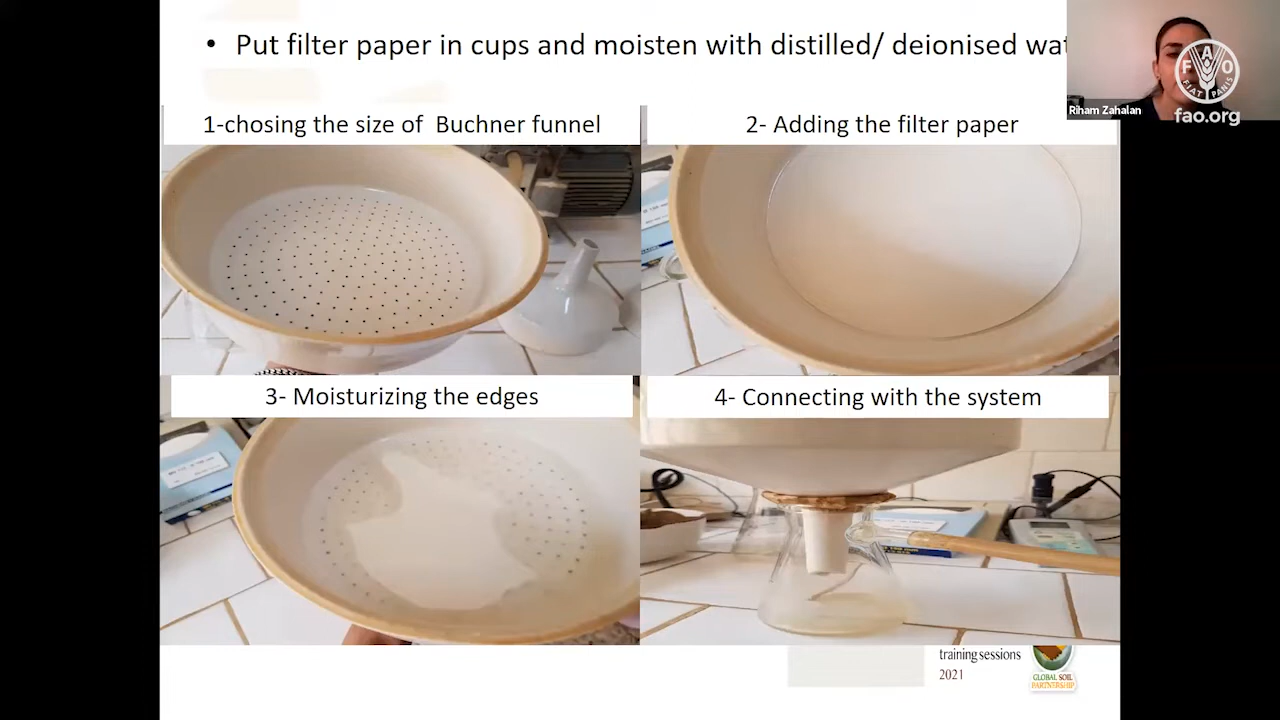 • Put filter paper in cups and moisten with distilled/ deionised wat
FAO
FIAT PANIS
Riham Zahalan
fao.org
1-chosing the size of Buchner funnel
2- Adding the filter paper
3- Moisturizing the edges
4- Connecting with the system
training sessions
2021
GLOBAL SOIL
PARTNERSHIP